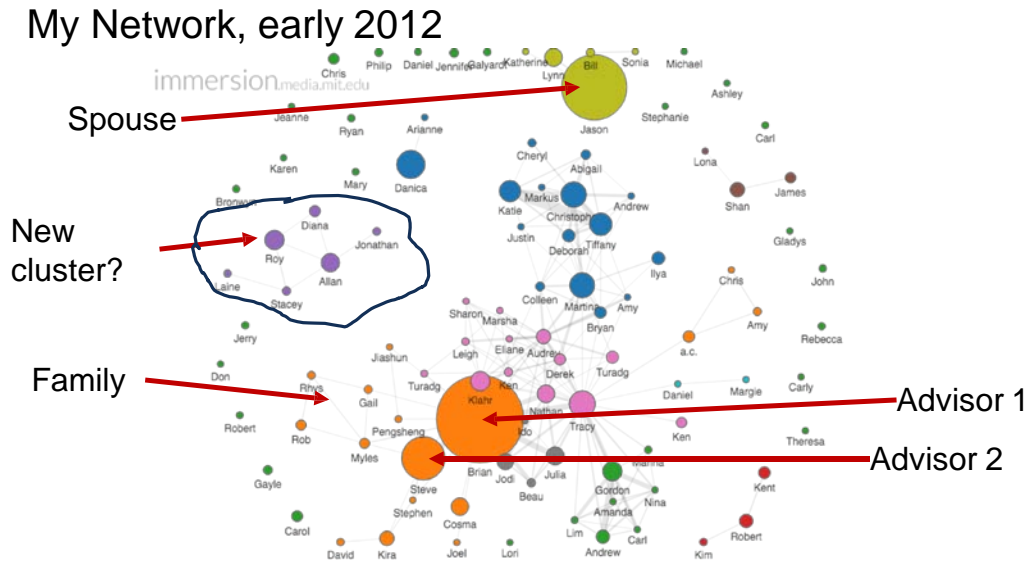 My Network, early 2012
immersion.media.mit.edu
Chris Philip Daniel Jennifer Galyardt Katherine Lynn Bill Sonia Michael
Ashley
Spouse
Jeanne Ryan Arianne Jason Stephanie Carl
Karen Mary Danica Cheryl Abigail Lona
Bronwyn Katie Markus Christoph Andrew Shan James
New
cluster?
Diana Roy Jonathan Allan Laine Stacey
Justin Deborah Tiffany Ilya Gladys
Colleen Martina Amy Bryan Chris John
Sharon Marsha Amy
Jerry Jiashun Leigh Eliane Audrey Derek Turadg a.c. Rebecca
Family
Don Rhys Gail Turadg Klahr Ken Nathan Tracy Daniel Margie Carly
Advisor 1
Robert Rob Pengsheng Myles Ido Ken Theresa
Advisor 2
Gayle Steve Brian Jodi Julia Gordon Kent
Stephen Beau Amanda Nina
Carol Cosma Lim Carl Robert
David Kira Joel Lori Andrew Kim